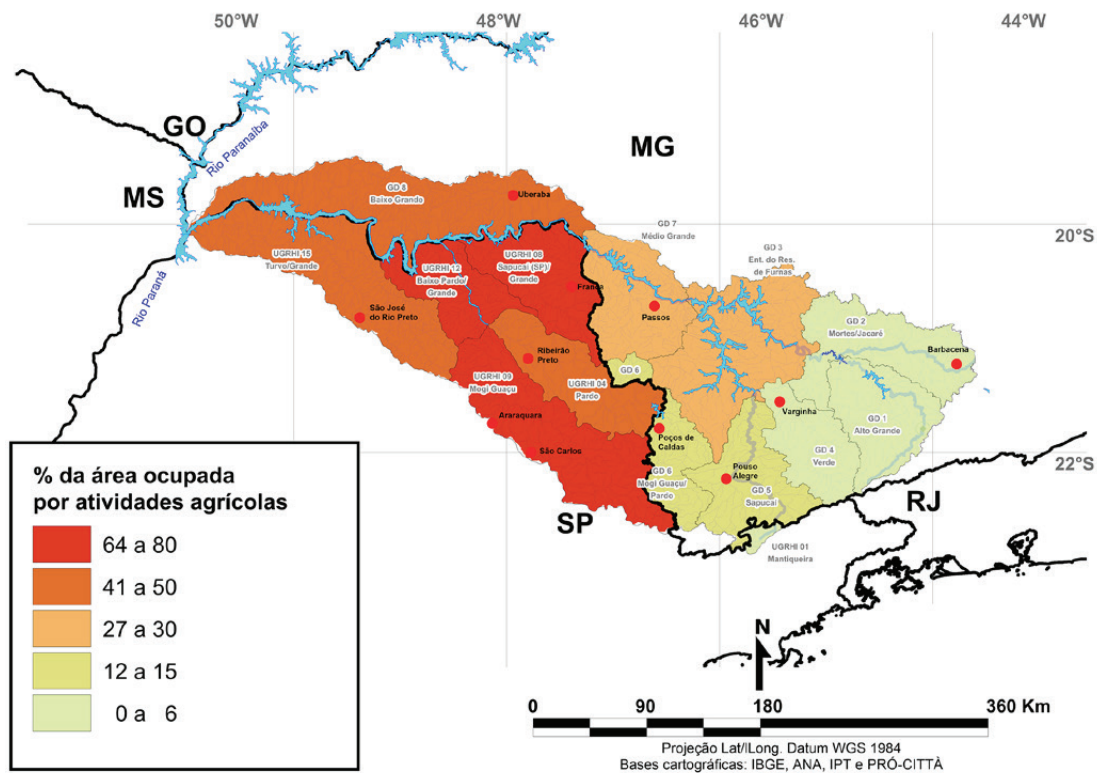 50°W
48°W
46°W
44°W
GO
Rio Paranaíba
MG
MS
GD 8
Baixo Grande
Uberaba
GD 7
Médio Grande
20°S
GD 3
Ent. do Res.
de Furnas
UGRHI 15
Turvo/Grande
UGRHI 12
Baixo Pardo/
Grande
UGRHI 08
Sapucaí (SP)/
Grande
Franca
Rio Paraná
São José
do Rio Preto
Passos
GD 2
Mortes/Jacaré
Barbacena
Ribeirão
Preto
GD 6
UGRHI 09
Mogi Guaçu
UGRHI 04
Pardo
Varginha
GD 1
Alto Grande
Araraquara
Poços de
Caldas
São Carlos
GD 4
Verde
22°S
Pouso
Alegre
GD 6
Mogi Guaçu/
Pardo
GD 5
Sapucaí
RJ
SP
UGRHI 01
Mantiqueira
% da área ocupada
por atividades agrícolas
64 a 80
41 a 50
27 a 30
12 a 15
0 a 6
N
0 90 180 360 Km
Projeção Lat/lLong. Datum WGS 1984
Bases cartográficas: IBGE, ANA, IPT e PRÓ-CITTÀ